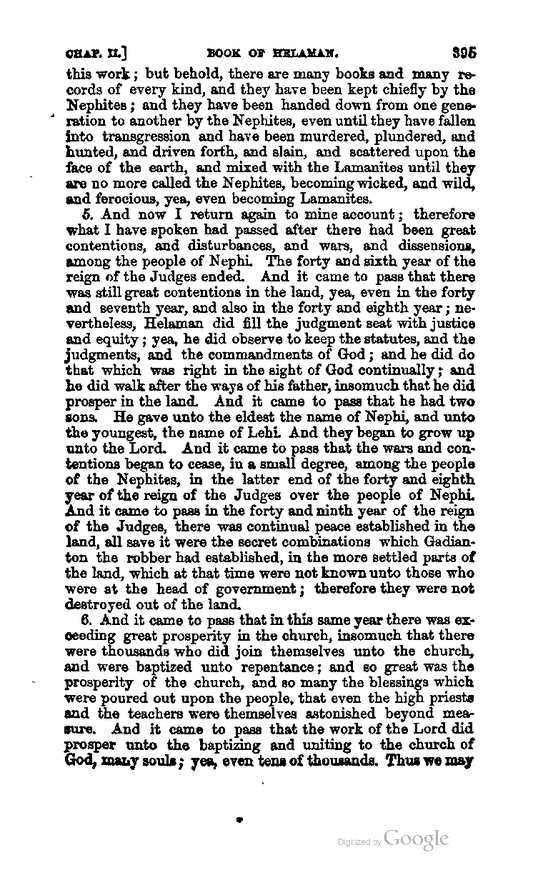 CHAP. II.] BOOK OF HELAMAN. 395
this work; but behold, there are many books and many re-
cords of every kind, and they have been kept chiefly by the
Nephites; and they have been handed down from one gene-
ration to another by the Nephites, even until they have fallen
into transgression and have been murdered, plundered, and
hunted, and driven forth, and slain, and scattered upon the
face of the earth, and mixed with the Lamanites until they
are no more called the Nephites, becoming wicked, and wild,
and ferocious, yea, even becoming Lamanites.
5. And now I return again to mine account; therefore
what I have spoken had passed after there had been great
contentions, and disturbances, and wars, and dissensions,
among the people of Nephi. The forty and sixth year of the
reign of the Judges ended. And it came to pass that there
was still great contentions in the land, yea, even in the forty
and seventh year, and also in the forty and eighth year; ne-
vertheless, Helaman did fill the judgment seat with justice
and equity; yea, he did observe to keep the statutes, and the
judgments, and the commandments of God; and he did do
that which was right in the sight of God continually; and
he did walk after the ways of his father, insomuch that he did
prosper in the land. And it came to pass that he had two
sons. He gave unto the eldest the name of Nephi, and unto
the youngest, the name of Lehi. And they began to grow up
unto the Lord. And it came to pass that the wars and con-
tentions began to cease, in a small degree, among the people
of the Nephites, in the latter end of the forty and eighth
year of the reign of the Judges over the people of Nephi.
And it came to pass in the forty and ninth year of the reign
of the Judges, there was continual peace established in the
land, all save it were the secret combinations which Gadian-
ton the robber had established, in the more settled parts of
the land, which at that time were not known unto those who
were at the head of government; therefore they were not
destroyed out of the land.
6. And it came to pass that in this same year there was ex-
ceeding great prosperity in the church, insomuch that there
were thousands who did join themselves unto the church,
and were baptized unto repentance; and so great was the
prosperity of the church, and so many the blessings which
were poured out upon the people, that even the high priests
and the teachers were themselves astonished beyond mea-
sure. And it came to pass that the work of the Lord did
prosper unto the baptizing and uniting to the church of
God, many souls; yea, even tens of thousands. Thus we may
Digitized by Google